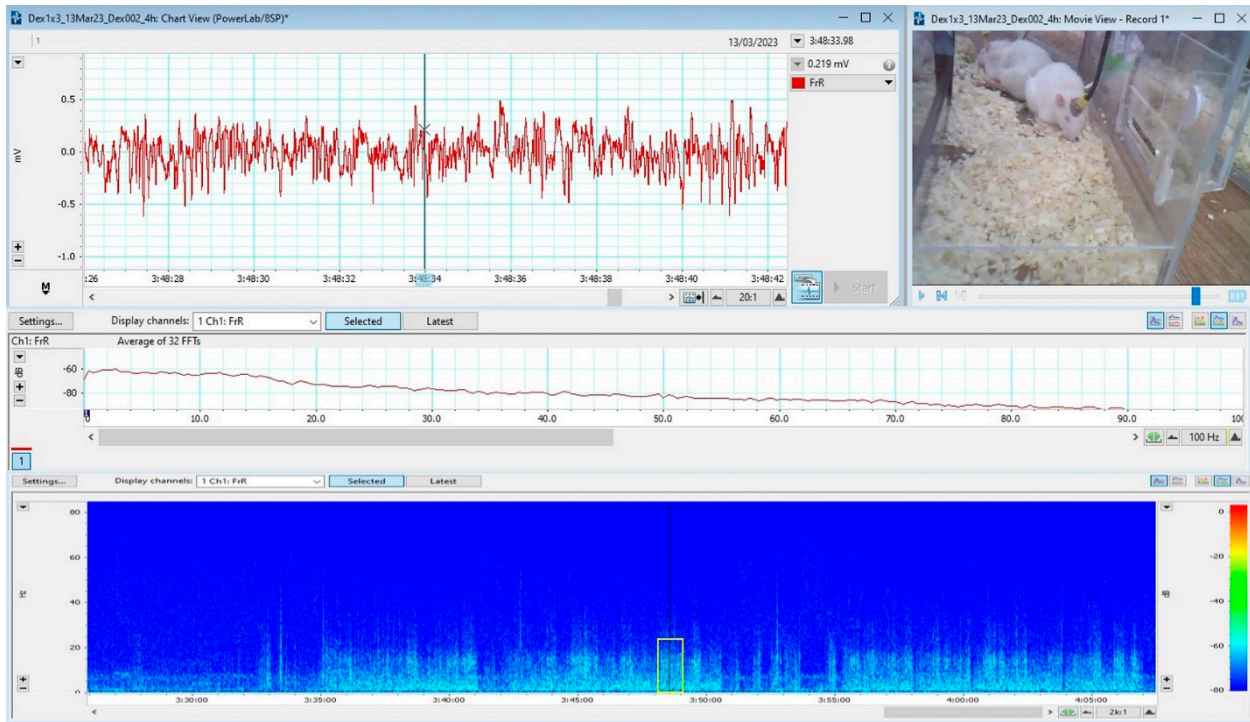 Dex1x3_13Mar23_Dex002_4h: Chart View (PowerLab/8SP)*
1
13/03/2023 3:48:33.98
0.219 mV
FrR
0.5
0.0
mV
-0.5
-1.0
:26 3:48:28 3:48:30 3:48:32 3:48:34 3:48:36 3:48:38 3:48:40 3:48:42
M
20:1
Start
Dex1x3_13Mar23_Dex002_4h: Movie View - Record 1*
Settings... Display channels: 1 Ch1: FrR Selected Latest
Ch1: FrR Average of 32 FFTs
-60
dB
-80
0 10.0 20.0 30.0 40.0 50.0 60.0 70.0 80.0 90.0 100
100 Hz
1
Settings... Display channels: 1 Ch1: FrR Selected Latest
80
60
Hz
40
20
0
3:30:00 3:35:00 3:40:00 3:45:00 3:50:00 3:55:00 4:00:00 4:05:00
2k:1
0
-20
dB
-40
-60
-80